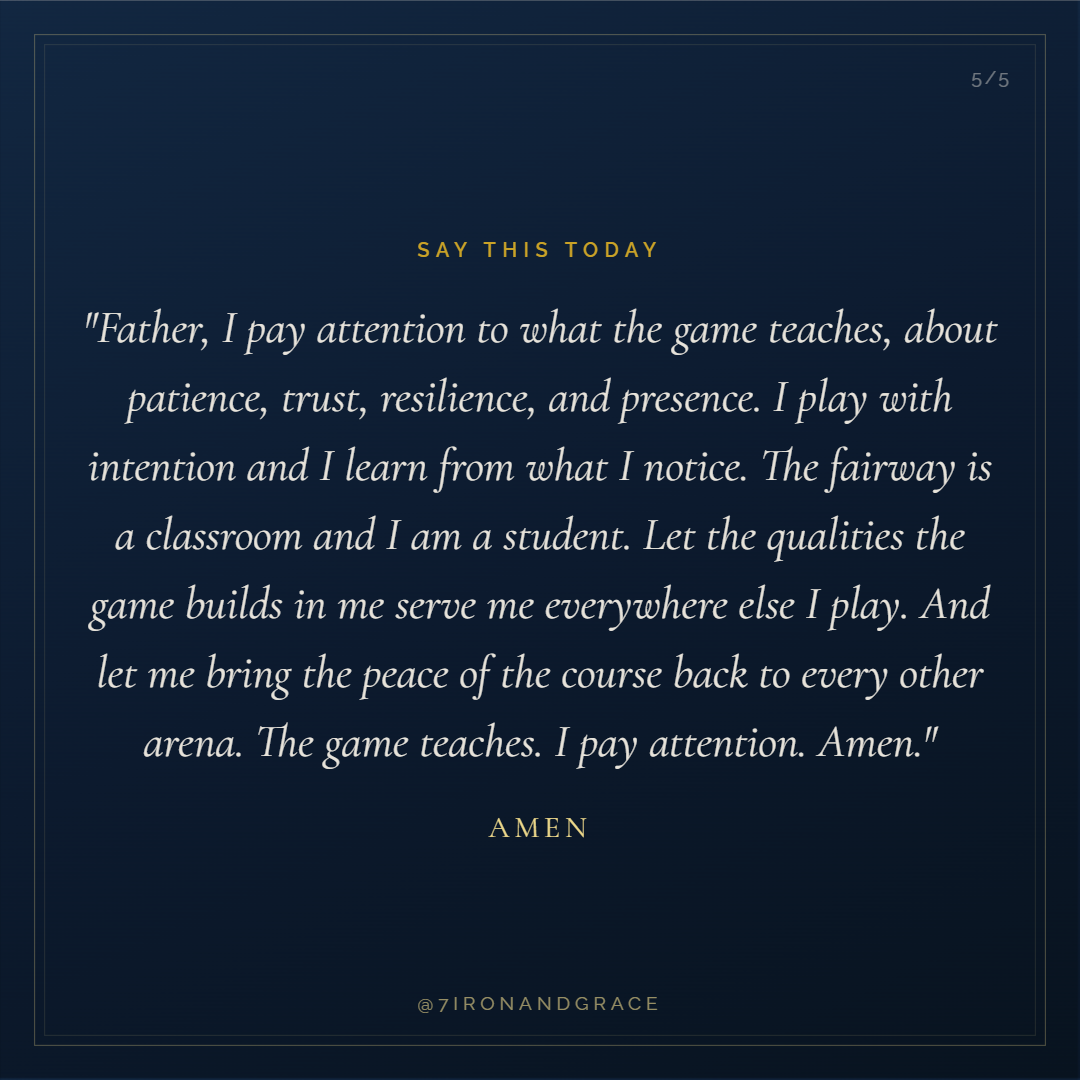 5/5
SAY THIS TODAY
"Father, I pay attention to what the game teaches, about
patience, trust, resilience, and presence. I play with
intention and I learn from what I notice. The fairway is
a classroom and I am a student. Let the qualities the
game builds in me serve me everywhere else I play. And
let me bring the peace of the course back to every other
arena. The game teaches. I pay attention. Amen."
AMEN
@7IRONANDGRACE